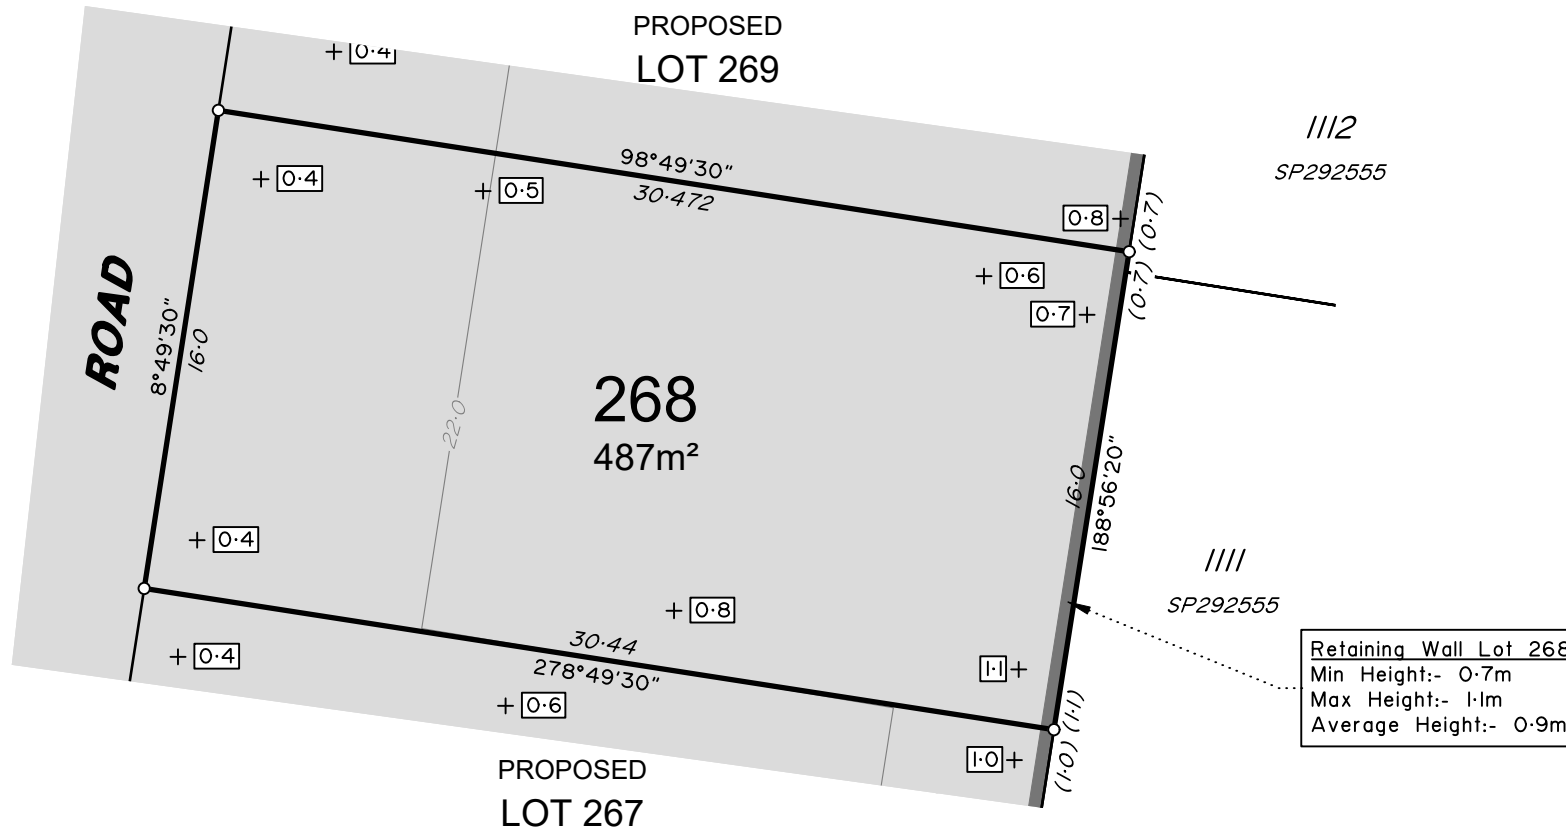 PROPOSED
LOT 269
0·4
1112
SP292555
98°49'30"
30·472
0·4
0·5
0·8
(0·7)
0·6
(0·7)
0·7
ROAD
8°49'30"
16·0
268
487m²
22·0
16·0
188°56'20"
0·4
1111
SP292555
0·8
30·44
278°49'30"
0·4
1·1
0·6
(1·1)
1·0
(1·0)
Retaining Wall Lot 268
Min Height:- 0·7m
Max Height:- 1·1m
Average Height:- 0·9m
PROPOSED
LOT 267